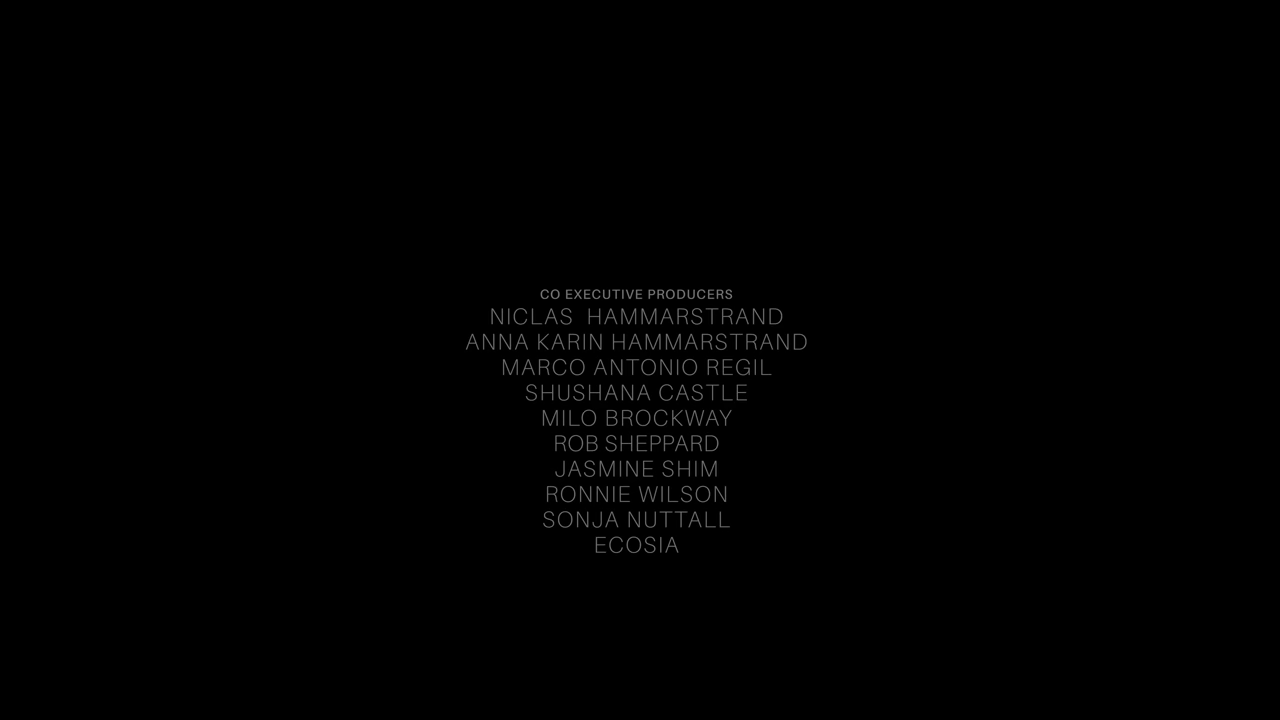 CO EXECUTIVE PRODUCERS
NICLAS  HAMMARSTRAND
ANNA KARIN HAMMARSTRAND
MARCO ANTONIO REGIL
SHUSHANA CASTLE
MILO BROCKWAY
ROB SHEPPARD
JASMINE SHIM
RONNIE WILSON
SONJA NUTTALL
ECOSIA